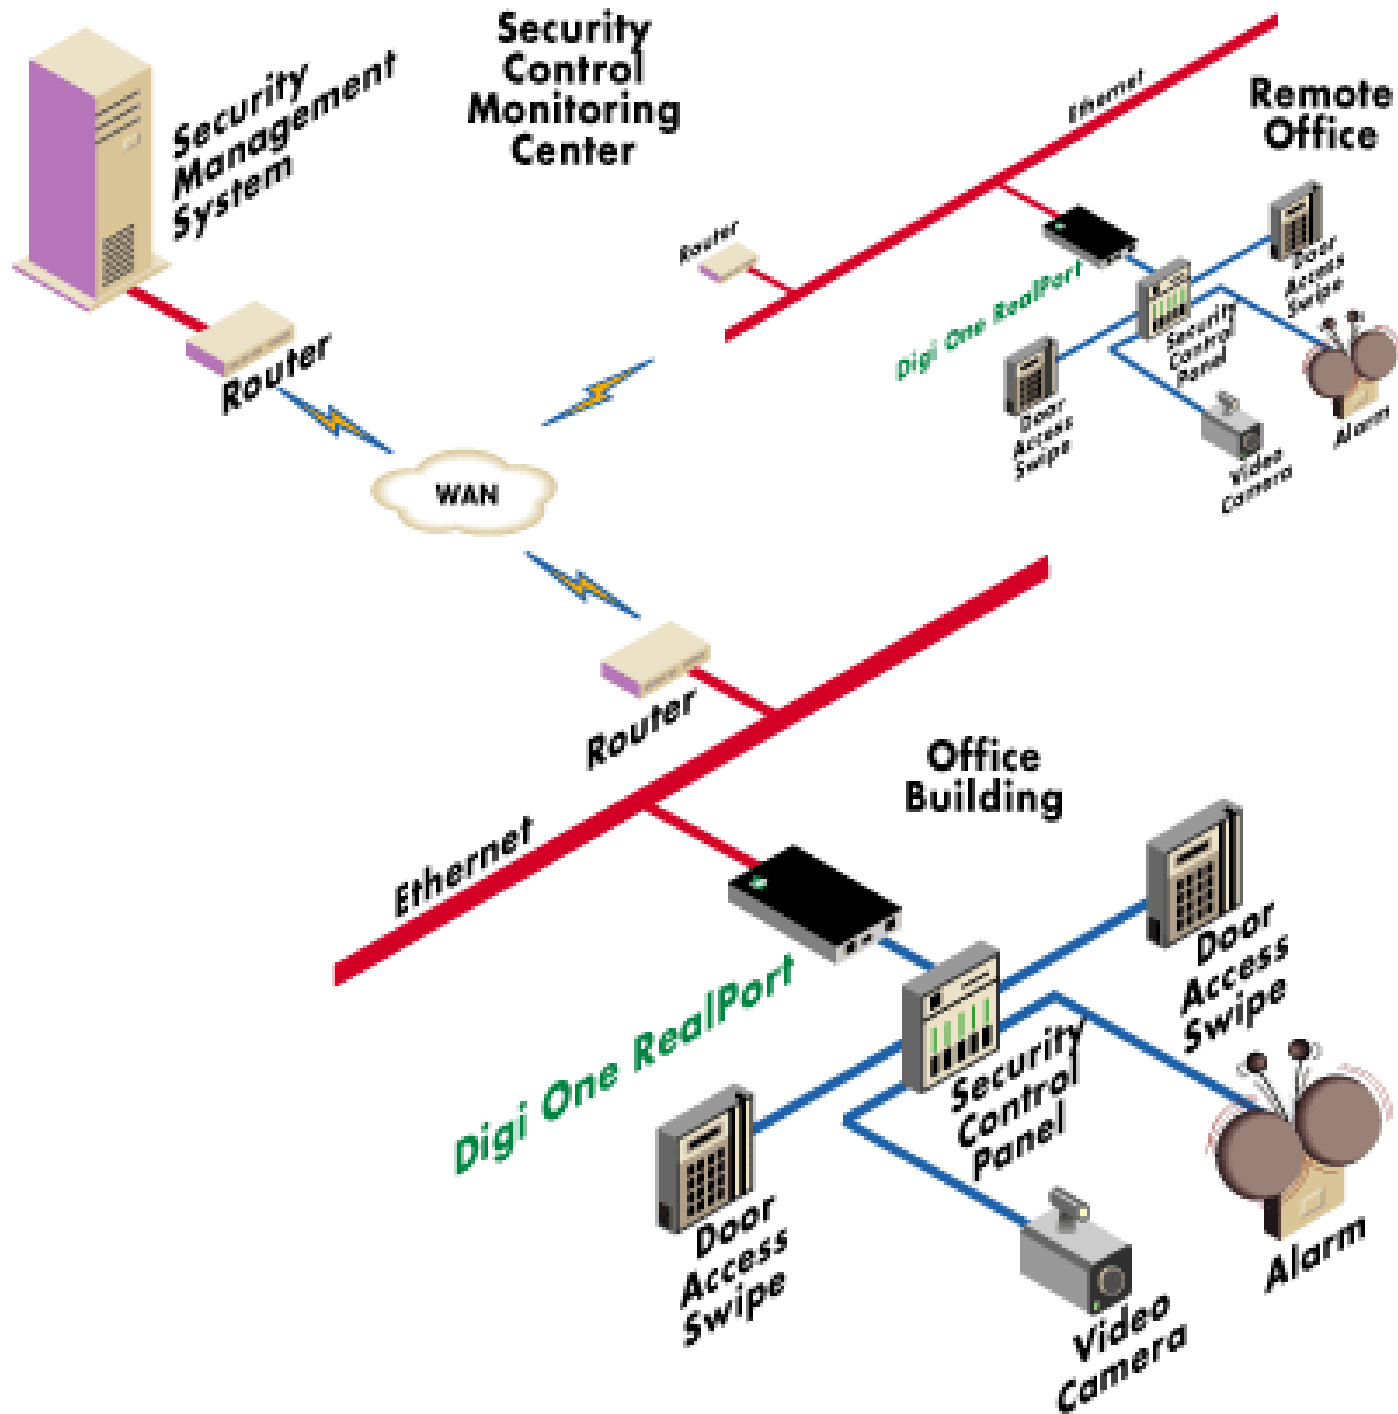 Security
Management
System
Security
Control
Monitoring
Center
Ethernet
Remote
Office
Router
Digi One RealPort
Door
Access
Swipe
Security
Control
Panel
Door
Access
Swipe
Alarm
Video
Camera
Router
WAN
Router
Ethernet
Office
Building
Digi One RealPort
Door
Access
Swipe
Security
Control
Panel
Door
Access
Swipe
Alarm
Video
Camera